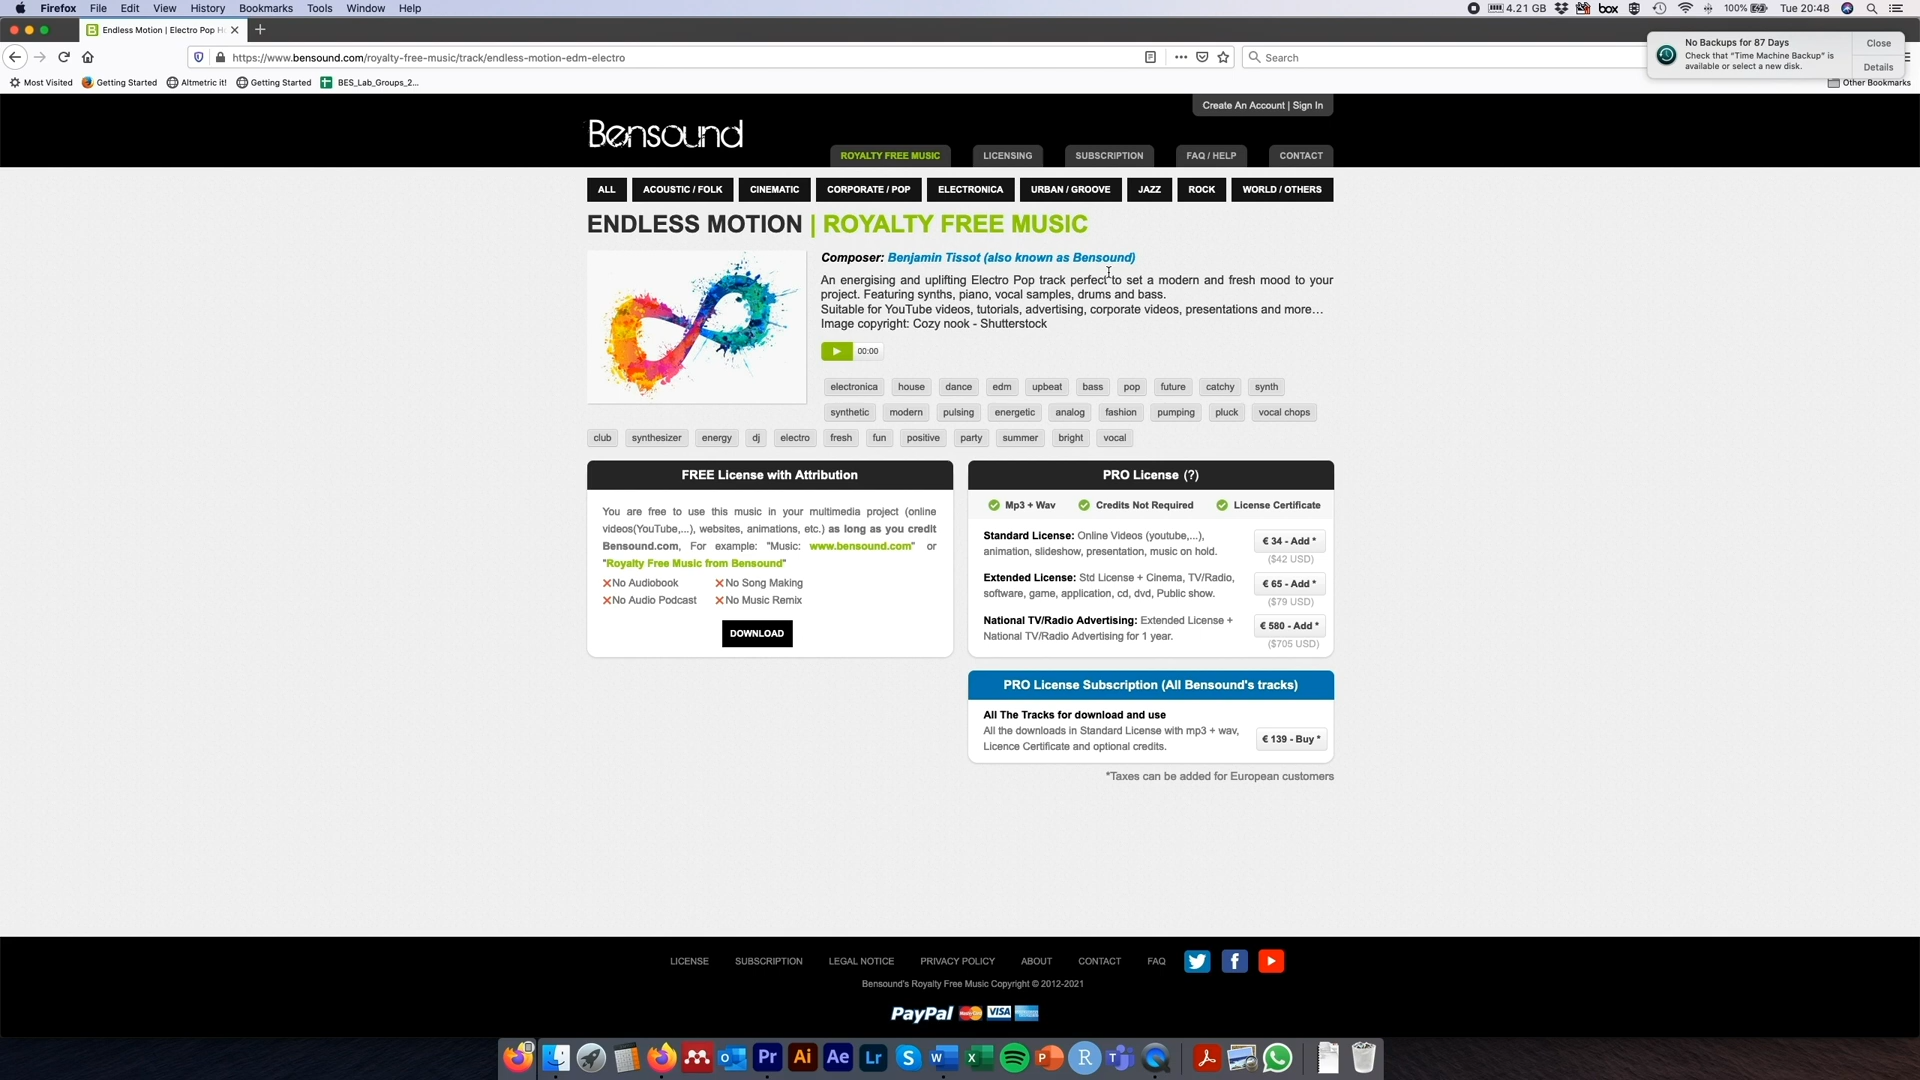 Firefox File Edit View History Bookmarks Tools Window Help 4.21 GB box 100% Tue 20:48
Endless Motion | Electro Pop H
https://www.bensound.com/royalty-free-music/track/endless-motion-edm-electro Search
No Backups for 87 Days
Check that "Time Machine Backup" is
available or select a new disk.
Close
Details
Most Visited Getting Started Altmetric it! Getting Started BES_Lab_Groups_2... Other Bookmarks
Create An Account | Sign In
Bensound
ROYALTY FREE MUSIC LICENSING SUBSCRIPTION FAQ / HELP CONTACT
ALL ACOUSTIC / FOLK CINEMATIC CORPORATE / POP ELECTRONICA URBAN / GROOVE JAZZ ROCK WORLD / OTHERS
ENDLESS MOTION | ROYALTY FREE MUSIC
Composer: Benjamin Tissot (also known as Bensound)
An energising and uplifting Electro Pop track perfect to set a modern and fresh mood to your
project. Featuring synths, piano, vocal samples, drums and bass.
Suitable for YouTube videos, tutorials, advertising, corporate videos, presentations and more...
Image copyright: Cozy nook - Shutterstock
00:00
electronica house dance edm upbeat bass pop future catchy synth
synthetic modern pulsing energetic analog fashion pumping pluck vocal chops
club synthesizer energy dj electro fresh fun positive party summer bright vocal
FREE License with Attribution
You are free to use this music in your multimedia project (online
videos(YouTube,...), websites, animations, etc.) as long as you credit
Bensound.com, For example: "Music: www.bensound.com" or
"Royalty Free Music from Bensound"
No Audiobook No Song Making
No Audio Podcast No Music Remix
DOWNLOAD
PRO License (?)
Mp3 + Wav Credits Not Required License Certificate
Standard License: Online Videos (youtube,...),
animation, slideshow, presentation, music on hold.
€ 34 - Add *
($42 USD)
Extended License: Std License + Cinema, TV/Radio,
software, game, application, cd, dvd, Public show.
€ 65 - Add *
($79 USD)
National TV/Radio Advertising: Extended License +
National TV/Radio Advertising for 1 year.
€ 580 - Add *
($705 USD)
PRO License Subscription (All Bensound's tracks)
All The Tracks for download and use
All the downloads in Standard License with mp3 + wav,
Licence Certificate and optional credits.
€ 139 - Buy *
*Taxes can be added for European customers
LICENSE SUBSCRIPTION LEGAL NOTICE PRIVACY POLICY ABOUT CONTACT FAQ
Bensound's Royalty Free Music Copyright © 2012-2021
PayPal MasterCard VISA
Pr Ai Ae Lr S W X P R T